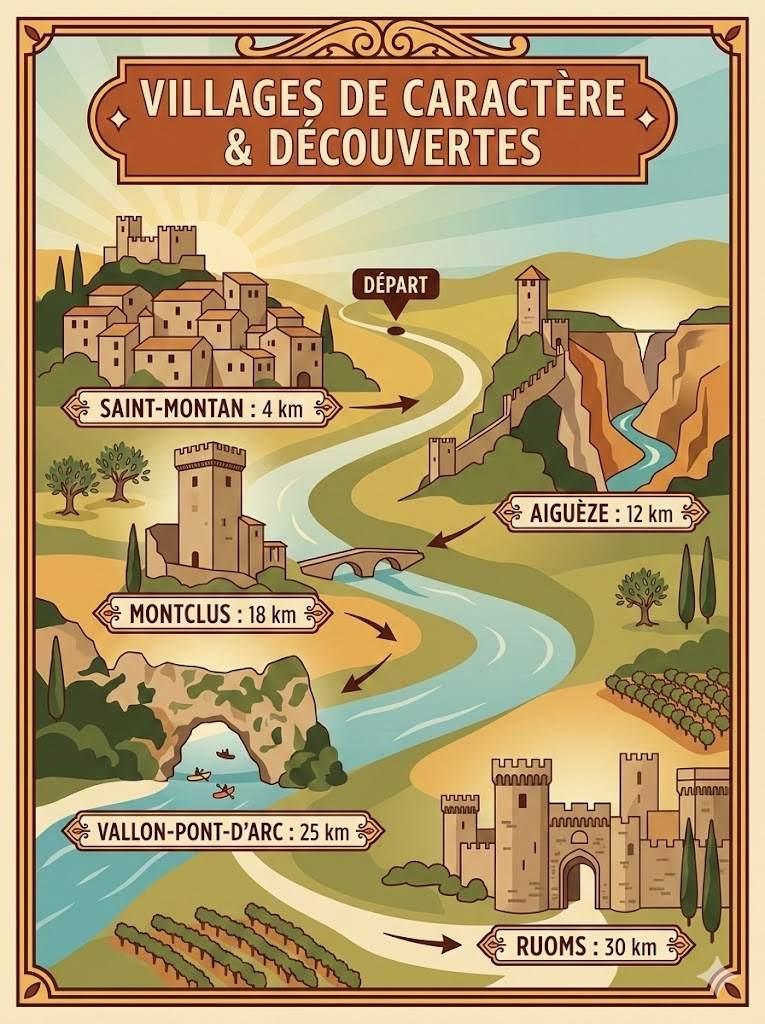 VILLAGES DE CARACTÈRE
& DÉCOUVERTES
DÉPART
SAINT-MONTAN : 4 km
AIGUÈZE : 12 km
MONTCLUS : 18 km
VALLON-PONT-D'ARC : 25 km
RUOMS : 30 km